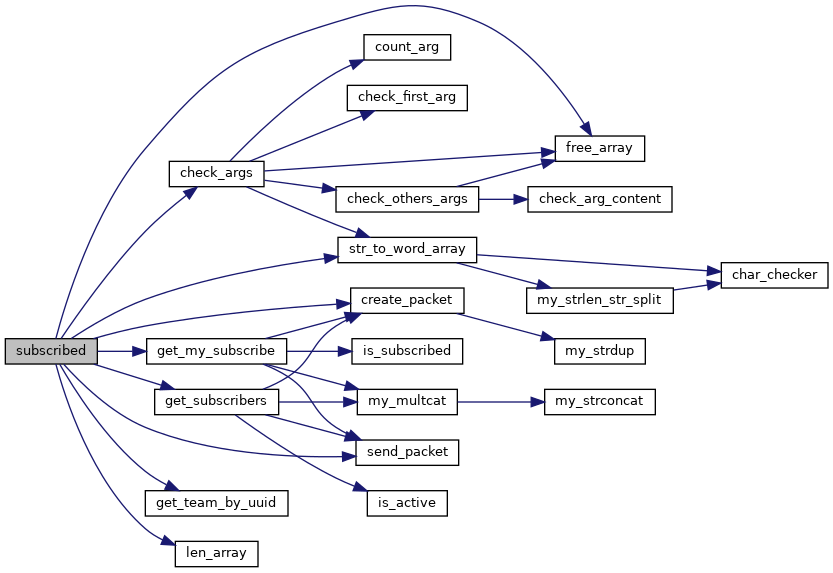 count_arg
check_first_arg
free_array
check_args
check_others_args
check_arg_content
str_to_word_array
char_checker
create_packet
my_strlen_str_split
subscribed
get_my_subscribe
is_subscribed
my_strdup
get_subscribers
my_multcat
my_strconcat
send_packet
get_team_by_uuid
is_active
len_array